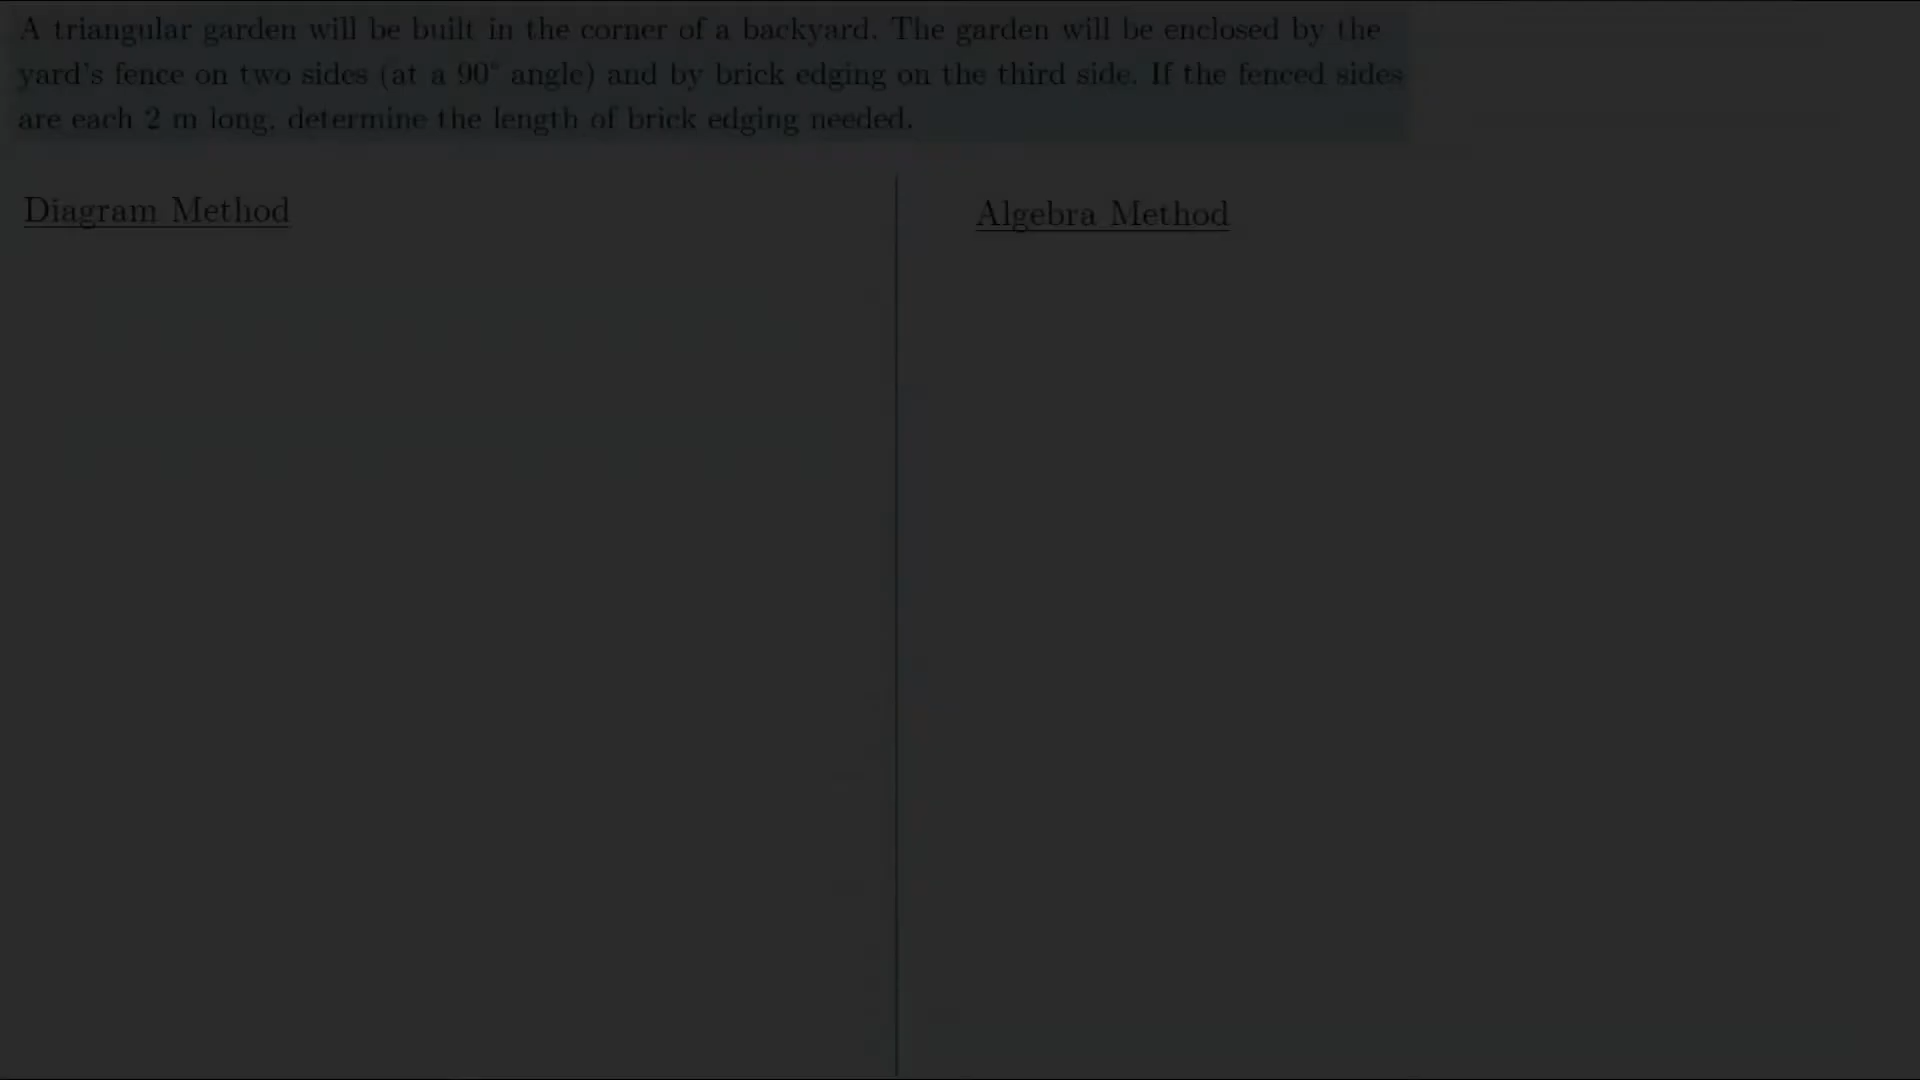 A triangular garden will be built in the corner of a backyard. The garden will be enclosed by the
yard's fence on two sides (at a 90° angle) and by brick edging on the third side. If the fenced sides
are each 2 m long, determine the length of brick edging needed.
Diagram Method
Algebra Method